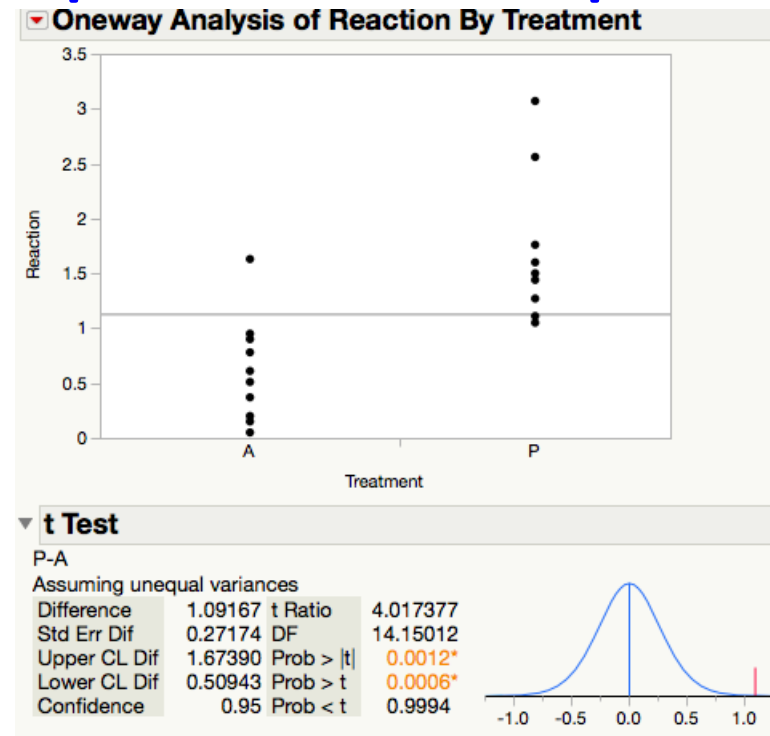 Oneway Analysis of Reaction By Treatment
3.5
3
2.5
2
1.5
1
0.5
0
Reaction
A P
Treatment
t Test
P-A
Assuming unequal variances
Difference 1.09167 t Ratio 4.017377
Std Err Dif 0.27174 DF 14.15012
Upper CL Dif 1.67390 Prob > |t| 0.0012*
Lower CL Dif 0.50943 Prob > t 0.0006*
Confidence 0.95 Prob < t 0.9994
-1.0 -0.5 0.0 0.5 1.0